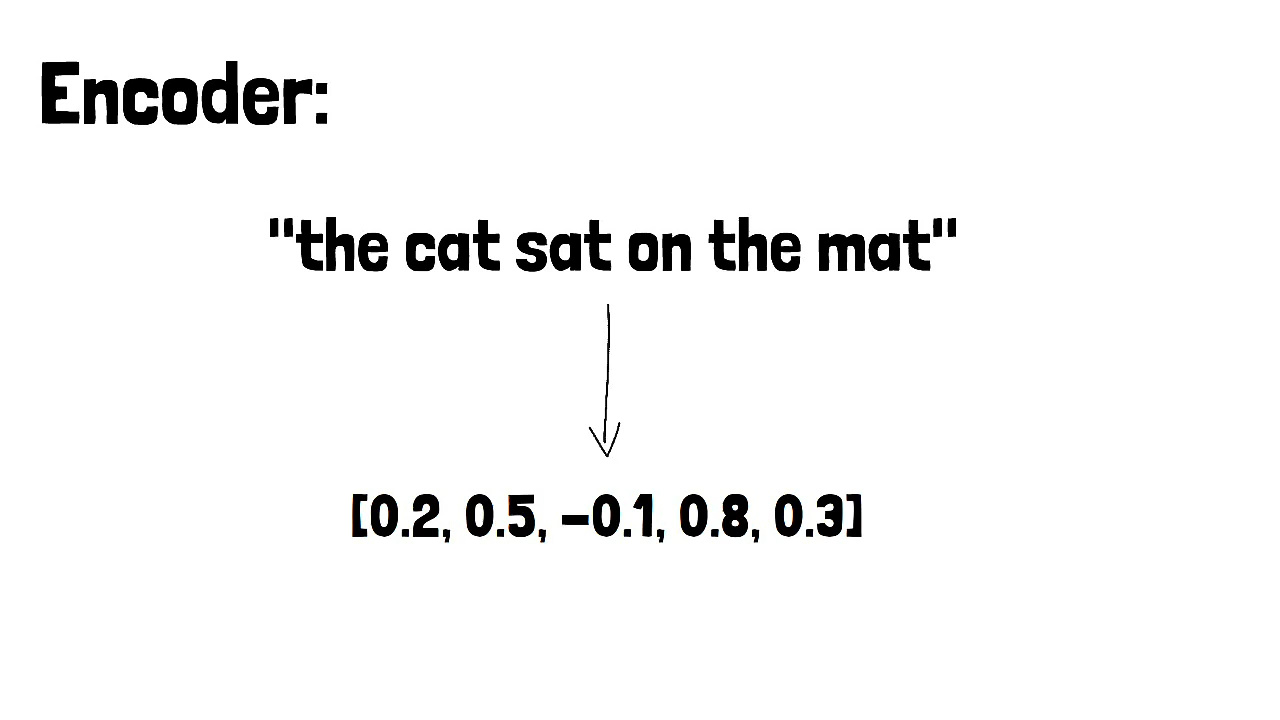 Encoder:
"the cat sat on the mat"
[0.2, 0.5, -0.1, 0.8, 0.3]